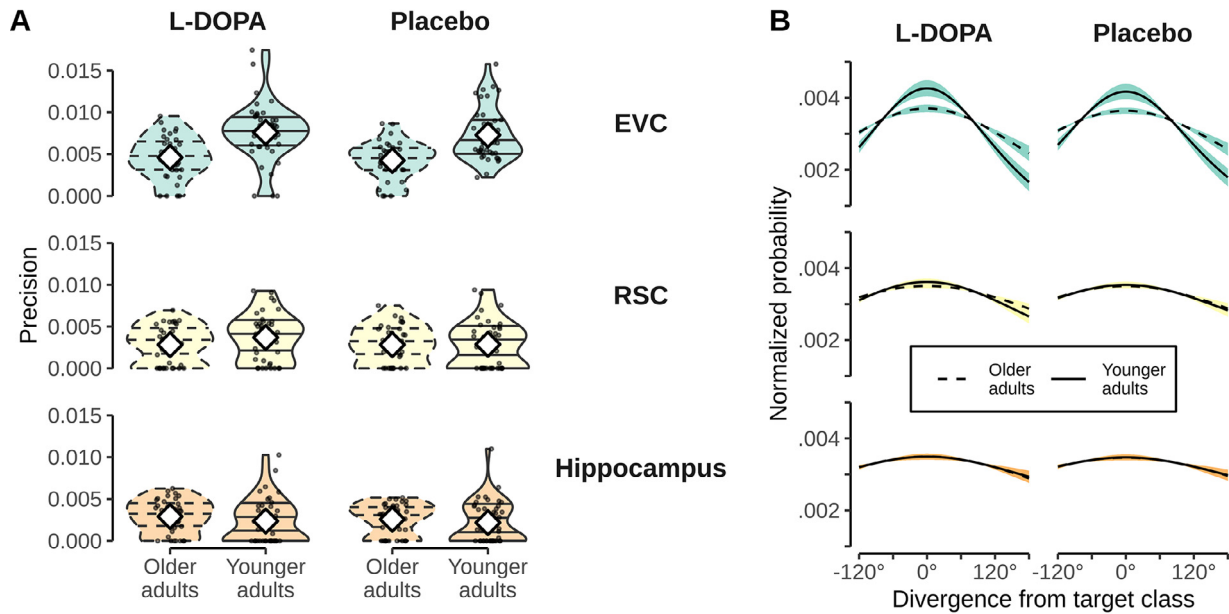 A
L-DOPA
Placebo
0.015
0.010
0.005
0.000
EVC
0.015
0.010
0.005
0.000
RSC
Precision
0.015
0.010
0.005
0.000
Hippocampus
Older
adults
Younger
adults
Older
adults
Younger
adults
B
L-DOPA
Placebo
.004
.002
.004
.002
Normalized probability
Older
adults
Younger
adults
.004
.002
-120° 0° 120° -120° 0° 120°
Divergence from target class